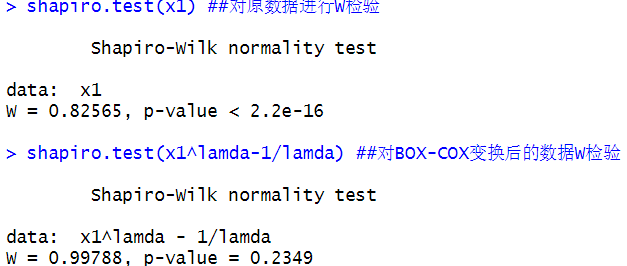 > shapiro.test(x1) ##对原数据进行W检验
Shapiro-Wilk normality test
data:  x1
W = 0.82565, p-value < 2.2e-16
> shapiro.test(x1^lamda-1/lamda) ##对BOX-COX变换后的数据W检验
Shapiro-Wilk normality test
data:  x1^lamda - 1/lamda
W = 0.99788, p-value = 0.2349